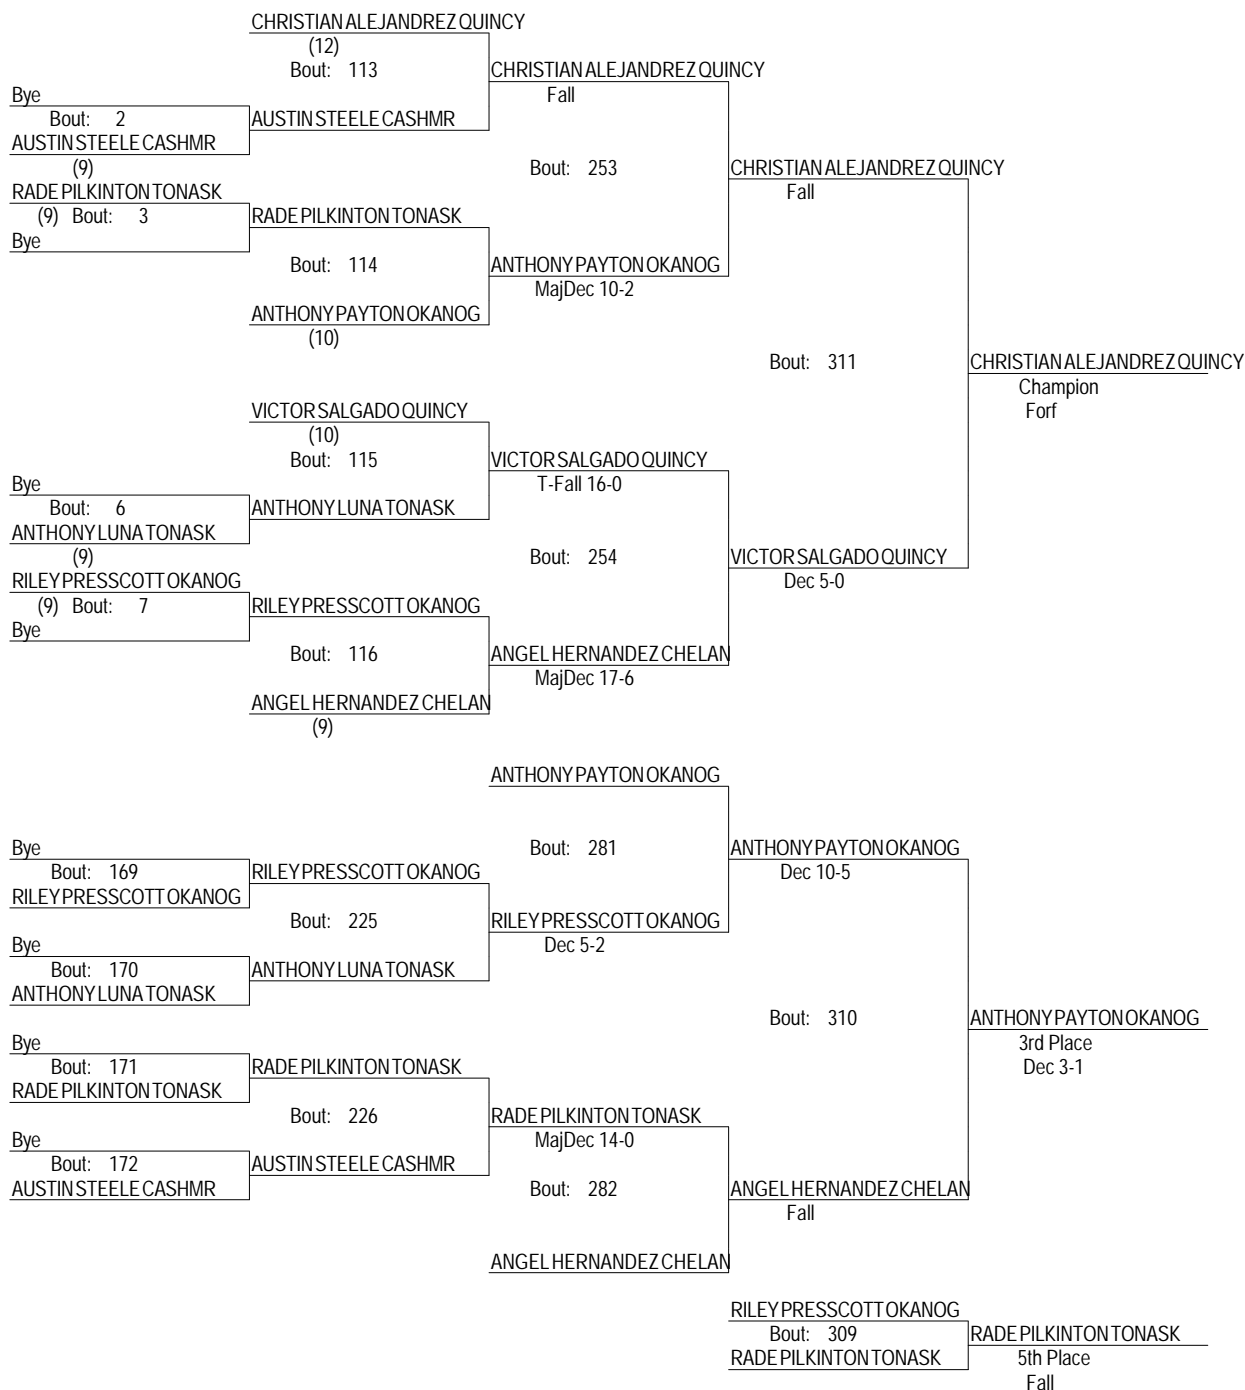 CHRISTIAN ALEJANDREZ QUINCY
(12)
Bout: 113
CHRISTIAN ALEJANDREZ QUINCY
Fall
Bye
Bout: 2
AUSTIN STEELE CASHMR
AUSTIN STEELE CASHMR
(9)
Bout: 253
CHRISTIAN ALEJANDREZ QUINCY
Fall
RADE PILKINTON TONASK
(9) Bout: 3
RADE PILKINTON TONASK
Bye
Bout: 114
ANTHONY PAYTON OKANOG
MajDec 10-2
ANTHONY PAYTON OKANOG
(10)
Bout: 311
CHRISTIAN ALEJANDREZ QUINCY
Champion
Forf
VICTOR SALGADO QUINCY
(10)
Bout: 115
VICTOR SALGADO QUINCY
T-Fall 16-0
Bye
Bout: 6
ANTHONY LUNA TONASK
ANTHONY LUNA TONASK
(9)
Bout: 254
VICTOR SALGADO QUINCY
Dec 5-0
RILEY PRESSCOTT OKANOG
(9) Bout: 7
RILEY PRESSCOTT OKANOG
Bye
Bout: 116
ANGEL HERNANDEZ CHELAN
MajDec 17-6
ANGEL HERNANDEZ CHELAN
(9)
ANTHONY PAYTON OKANOG
Bout: 281
ANTHONY PAYTON OKANOG
Dec 10-5
Bye
Bout: 169
RILEY PRESSCOTT OKANOG
RILEY PRESSCOTT OKANOG
Bout: 225
RILEY PRESSCOTT OKANOG
Dec 5-2
Bye
Bout: 170
ANTHONY LUNA TONASK
ANTHONY LUNA TONASK
Bout: 310
ANTHONY PAYTON OKANOG
3rd Place
Dec 3-1
Bye
Bout: 171
RADE PILKINTON TONASK
RADE PILKINTON TONASK
Bout: 226
RADE PILKINTON TONASK
MajDec 14-0
Bye
Bout: 172
AUSTIN STEELE CASHMR
AUSTIN STEELE CASHMR
Bout: 282
ANGEL HERNANDEZ CHELAN
Fall
ANGEL HERNANDEZ CHELAN
RILEY PRESSCOTT OKANOG
Bout: 309
RADE PILKINTON TONASK
RADE PILKINTON TONASK
5th Place
Fall